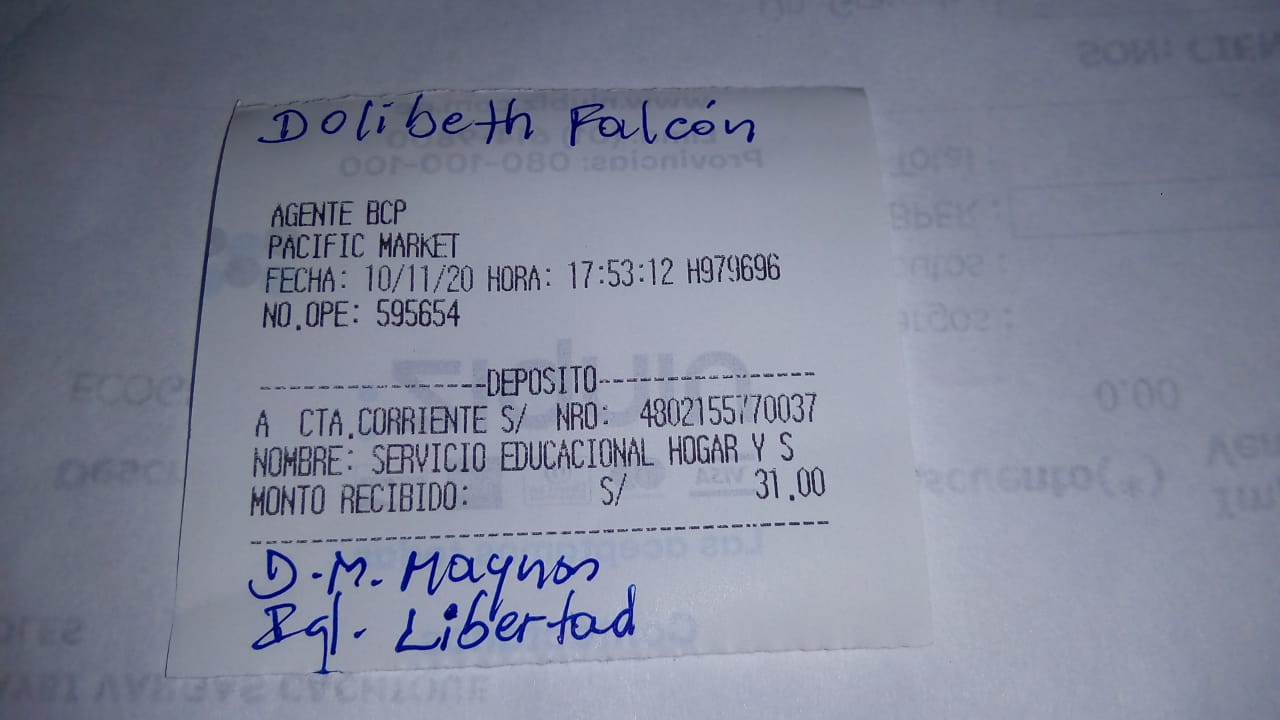 Dolibeth Falcón
AGENTE BCP
PACIFIC MARKET
FECHA: 10/11/20 HORA: 17:53:12 H979696
NO.OPE: 595654
--------------------DEPOSITO--------------------
A CTA.CORRIENTE S/ NRO: 4802155770037
NOMBRE: SERVICIO EDUCACIONAL HOGAR Y S
MONTO RECIBIDO: S/ 31.00
D.M. Magnos
Igl. Libertad